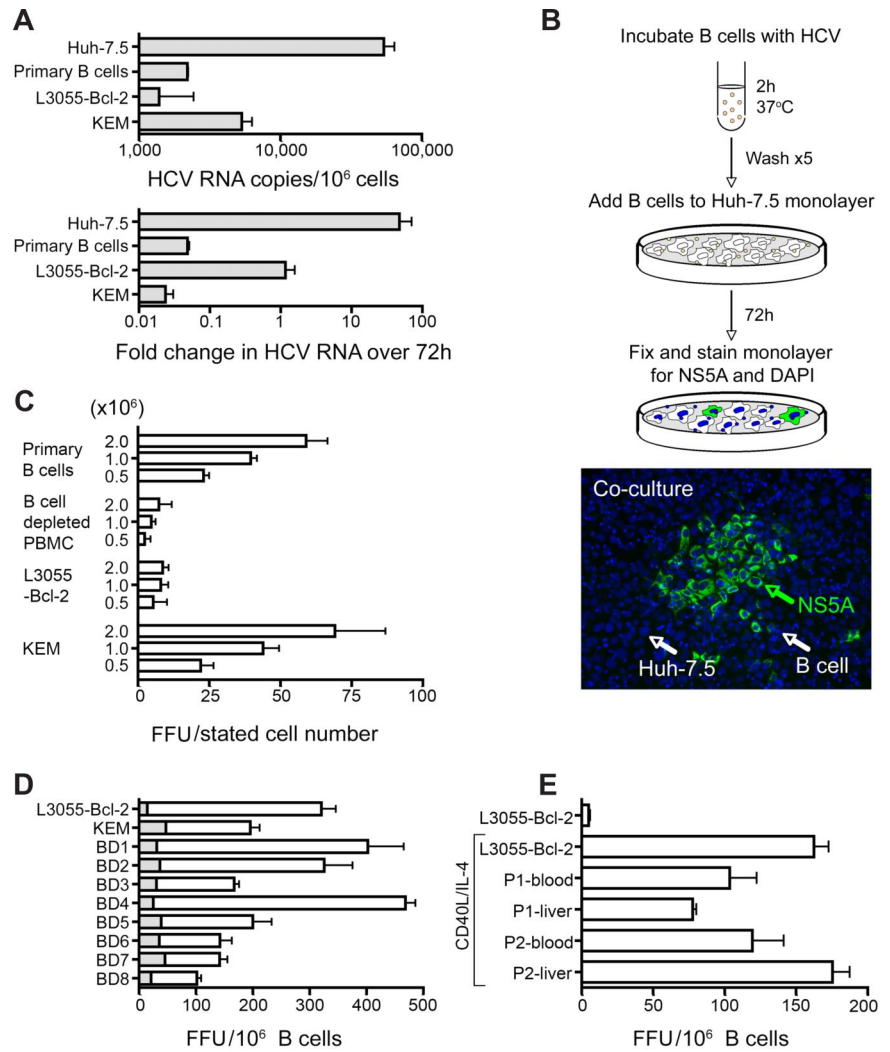 A
Huh-7.5
Primary B cells
L3055-Bcl-2
KEM
1,000 10,000 100,000
HCV RNA copies/10⁶ cells
Huh-7.5
Primary B cells
L3055-Bcl-2
KEM
0.01 0.1 1 10 100
Fold change in HCV RNA over 72h
B
Incubate B cells with HCV
2h
37°C
Wash x5
Add B cells to Huh-7.5 monolayer
72h
Fix and stain monolayer
for NS5A and DAPI
Co-culture
NS5A
Huh-7.5
B cell
C
(x10⁶)
Primary
B cells
2.0
1.0
0.5
B cell
depleted
PBMC
2.0
1.0
0.5
L3055
-Bcl-2
2.0
1.0
0.5
KEM
2.0
1.0
0.5
0 25 50 75 100
FFU/stated cell number
D
L3055-Bcl-2
KEM
BD1
BD2
BD3
BD4
BD5
BD6
BD7
BD8
0 100 200 300 400 500
FFU/10⁶ B cells
E
L3055-Bcl-2
CD40L/IL-4
L3055-Bcl-2
P1-blood
P1-liver
P2-blood
P2-liver
0 50 100 150 200
FFU/10⁶ B cells